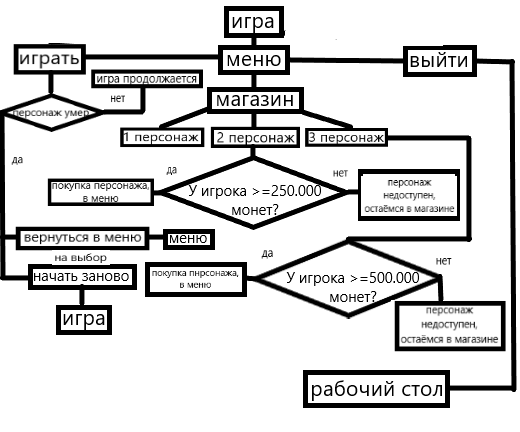 игра
играть
меню
выйти
игра продолжается
нет
персонаж умер
магазин
1 персонаж
2 персонаж
3 персонаж
да
да
нет
покупка персонажа,
в меню
У игрока >=250.000
монет?
персонаж
недоступен,
остаёмся в магазине
вернуться в меню
меню
на выбор
начать заново
игра
да
нет
покупка пнрсонажа,
в меню
У игрока >=500.000
монет?
персонаж
недоступен,
остаёмся в магазине
рабочий стол